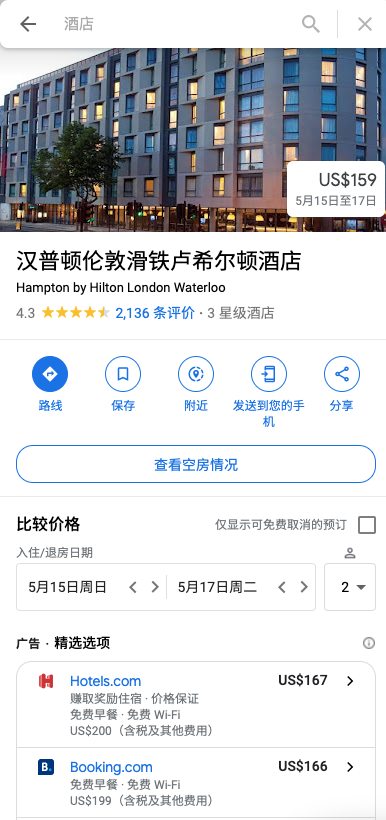 酒店
US$159
5月15日至17日
汉普顿伦敦滑铁卢希尔顿酒店
Hampton by Hilton London Waterloo
4.3 2,136 条评价 · 3 星级酒店
路线
保存
附近
发送到您的手机
分享
查看空房情况
比较价格
仅显示可免费取消的预订
入住/退房日期
5月15日周日
5月17日周二
2
广告 · 精选选项
H
Hotels.com
US$167
赚取奖励住宿 · 价格保证
免费早餐 · 免费 Wi-Fi
US$200（含税及其他费用）
B.
Booking.com
US$166
免费早餐 · 免费 Wi-Fi
US$199（含税及其他费用）